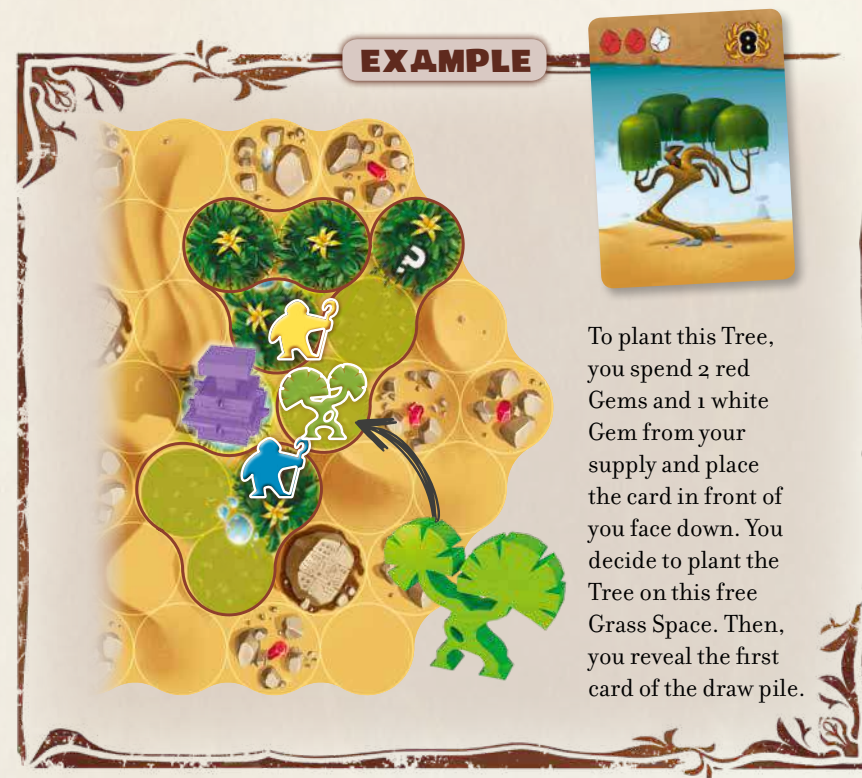 EXAMPLE
8
?
To plant this Tree,
you spend 2 red
Gems and 1 white
Gem from your
supply and place
the card in front of
you face down. You
decide to plant the
Tree on this free
Grass Space. Then,
you reveal the first
card of the draw pile.